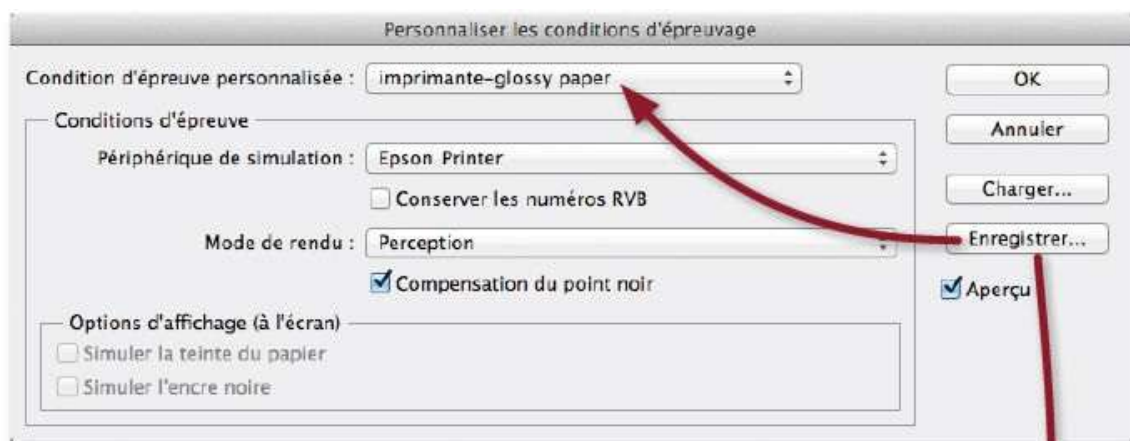 Personnaliser les conditions d'épreuvage
Condition d'épreuve personnalisée : imprimante-glossy paper
OK
Conditions d'épreuve
Annuler
Périphérique de simulation : Epson Printer
Conserver les numéros RVB
Charger...
Mode de rendu : Perception
Enregistrer...
Compensation du point noir
Aperçu
Options d'affichage (à l'écran)
Simuler la teinte du papier
Simuler l'encre noire